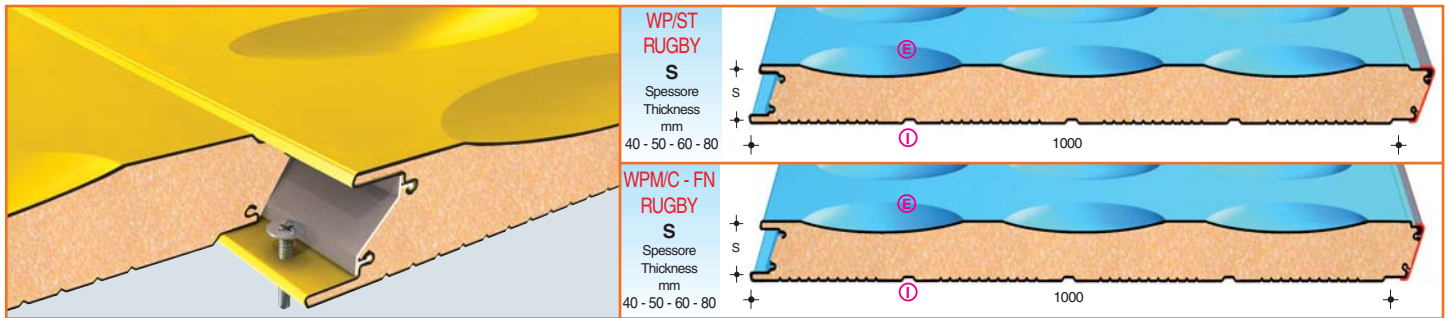 WP/ST
RUGBY
S
Spessore
Thickness
mm
40 - 50 - 60 - 80
E
S
I
1000
WPM/C - FN
RUGBY
S
Spessore
Thickness
mm
40 - 50 - 60 - 80
E
S
I
1000